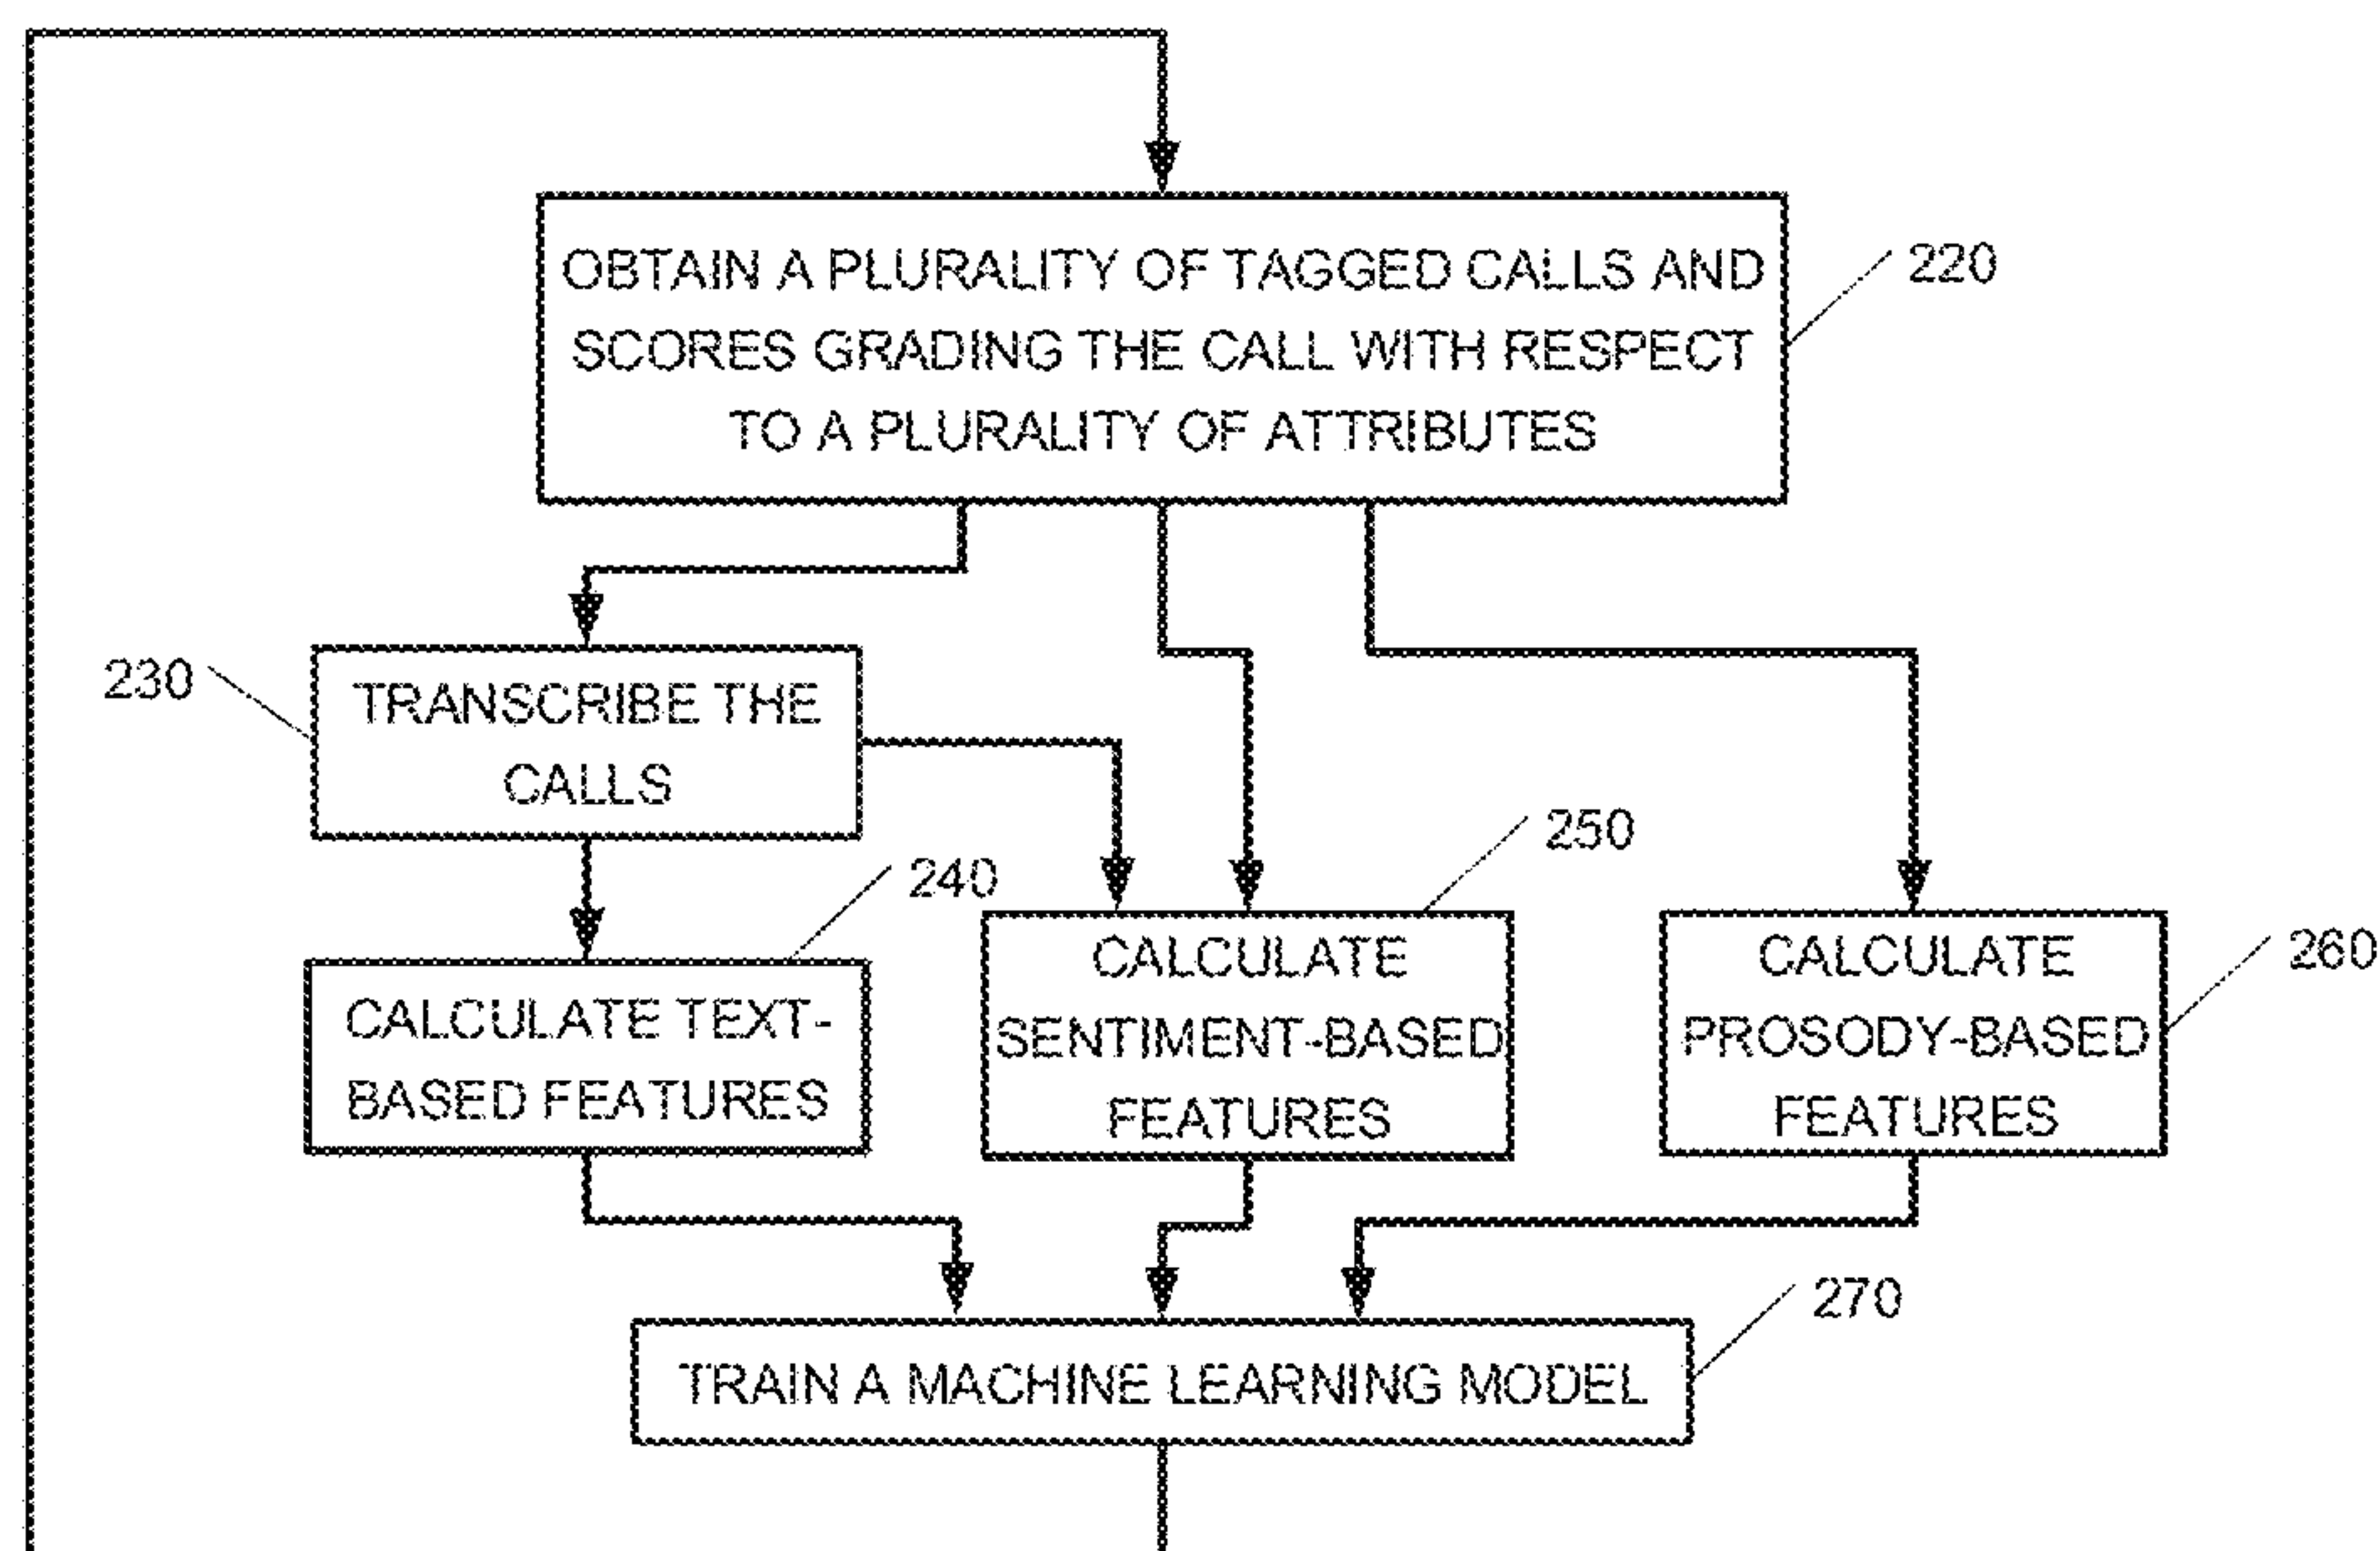 OBTAIN A PLURALITY OF TAGGED CALLS AND
SCORES GRADING THE CALL WITH RESPECT
TO A PLURALITY OF ATTRIBUTES
220
230
TRANSCRIBE THE
CALLS
240
CALCULATE TEXT-
BASED FEATURES
250
CALCULATE
SENTIMENT-BASED
FEATURES
260
CALCULATE
PROSODY-BASED
FEATURES
270
TRAIN A MACHINE LEARNING MODEL